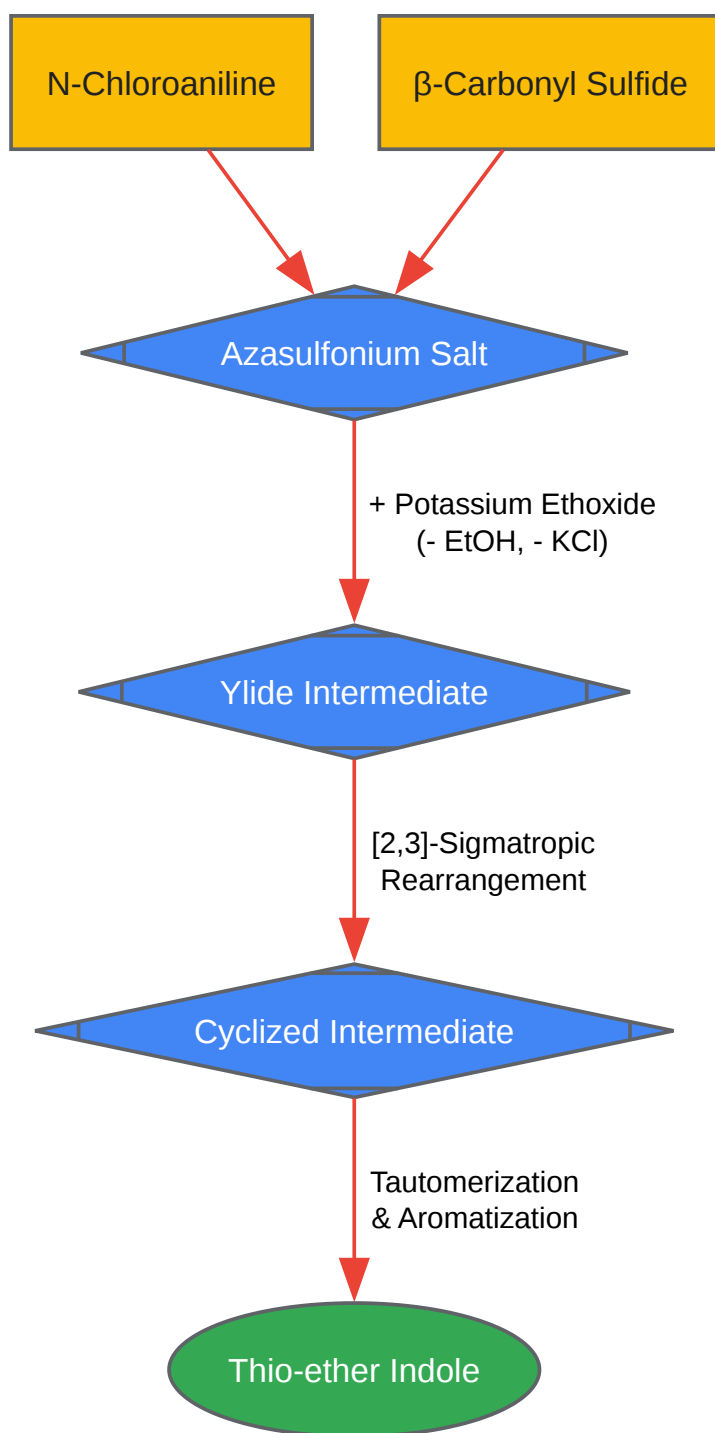 N-Chloroaniline
β-Carbonyl Sulfide
Azasulfonium Salt
+ Potassium Ethoxide
(- EtOH, - KCl)
Ylide Intermediate
[2,3]-Sigmatropic
Rearrangement
Cyclized Intermediate
Tautomerization
& Aromatization
Thio-ether Indole